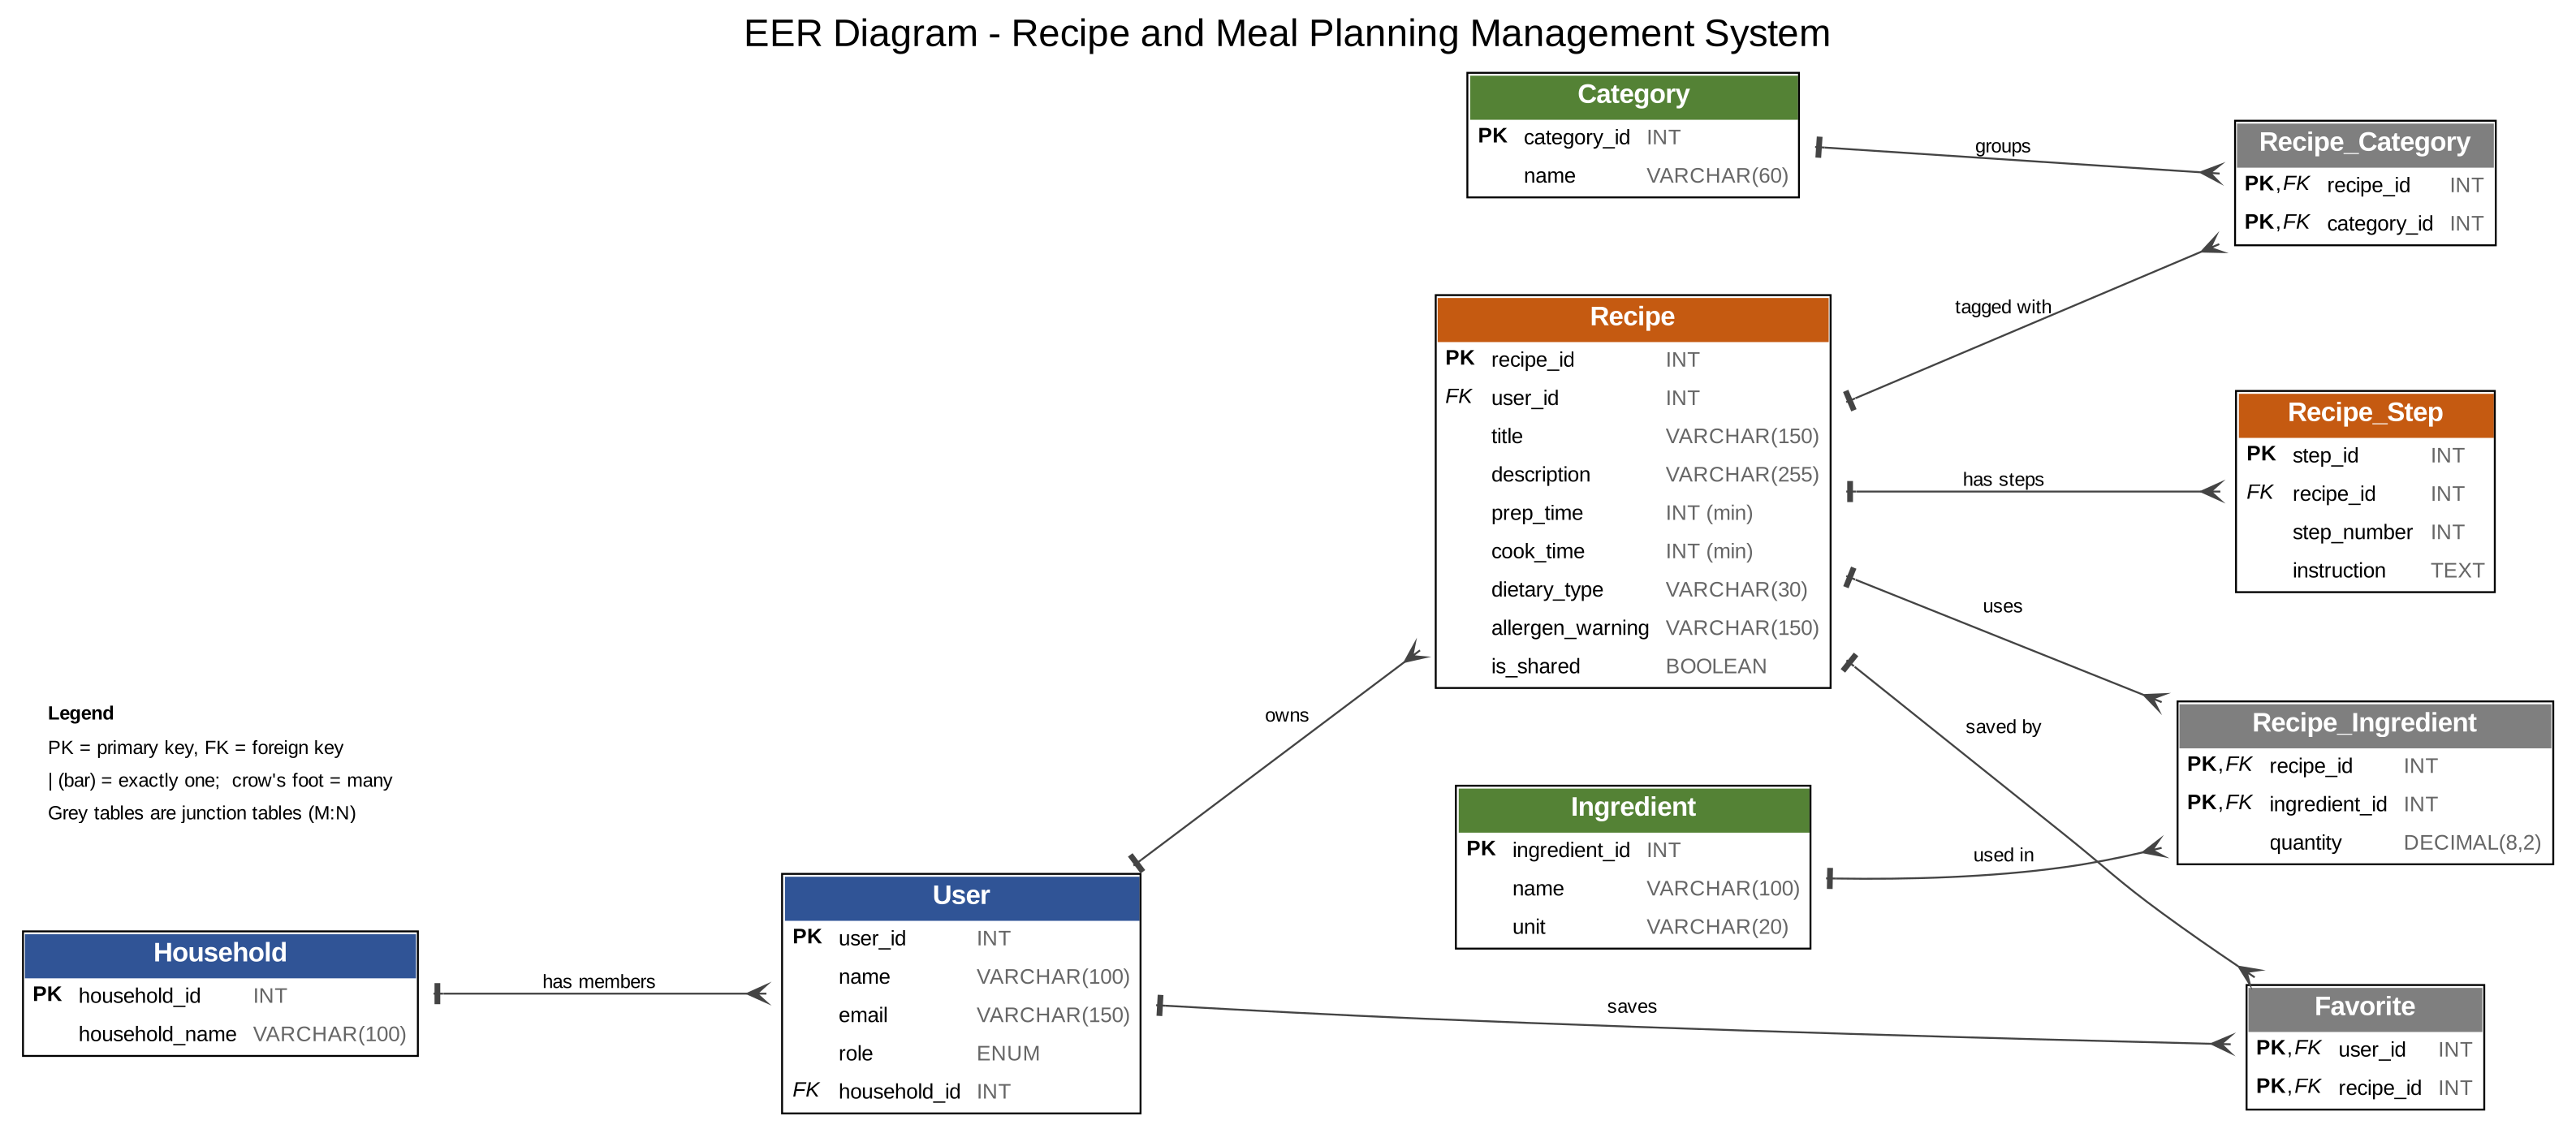 EER Diagram - Recipe and Meal Planning Management System
Category
PK category_id INT
name VARCHAR(60)
groups
Recipe_Category
PK,FK recipe_id INT
PK,FK category_id INT
tagged with
Recipe
PK recipe_id INT
FK user_id INT
title VARCHAR(150)
description VARCHAR(255)
prep_time INT (min)
cook_time INT (min)
dietary_type VARCHAR(30)
allergen_warning VARCHAR(150)
is_shared BOOLEAN
has steps
Recipe_Step
PK step_id INT
FK recipe_id INT
step_number INT
instruction TEXT
uses
saved by
owns
Recipe_Ingredient
PK,FK recipe_id INT
PK,FK ingredient_id INT
quantity DECIMAL(8,2)
Legend
PK = primary key, FK = foreign key
| (bar) = exactly one; crow's foot = many
Grey tables are junction tables (M:N)
Ingredient
PK ingredient_id INT
name VARCHAR(100)
unit VARCHAR(20)
used in
Household
PK household_id INT
household_name VARCHAR(100)
has members
User
PK user_id INT
name VARCHAR(100)
email VARCHAR(150)
role ENUM
FK household_id INT
saves
Favorite
PK,FK user_id INT
PK,FK recipe_id INT